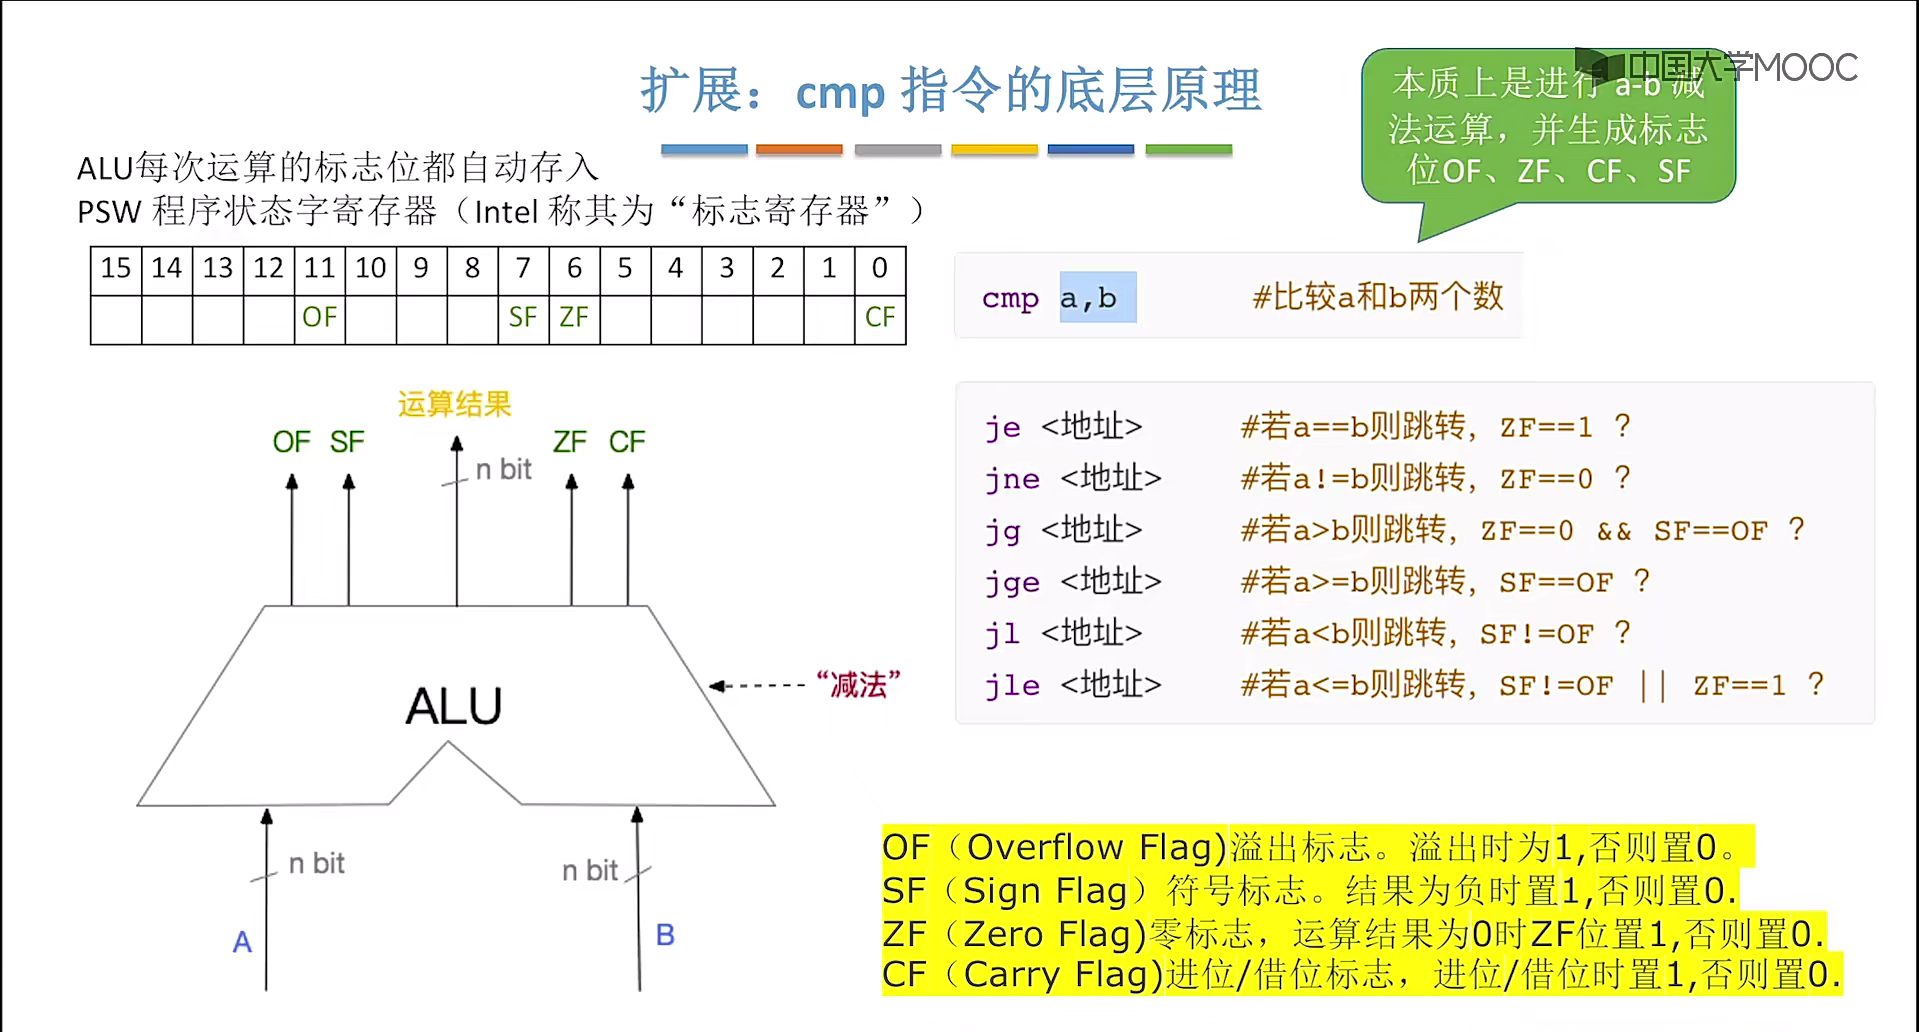 中国大学MOOC
扩展：cmp 指令的底层原理
本质上是进行 a-b 减
法运算，并生成标志
位OF、ZF、CF、SF
ALU每次运算的标志位都自动存入
PSW 程序状态字寄存器（Intel 称其为“标志寄存器”）
15 14 13 12 11 10 9 8 7 6 5 4 3 2 1 0
OF SF ZF CF
cmp a,b #比较a和b两个数
je <地址> #若a==b则跳转，ZF==1 ？
jne <地址> #若a!=b则跳转，ZF==0 ？
jg <地址> #若a>b则跳转，ZF==0 && SF==OF ？
jge <地址> #若a>=b则跳转，SF==OF ？
jl <地址> #若a<b则跳转，SF!=OF ？
jle <地址> #若a<=b则跳转，SF!=OF || ZF==1 ？
运算结果
OF SF ZF CF
n bit
ALU
“减法”
n bit n bit
A B
OF（Overflow Flag)溢出标志。溢出时为1,否则置0。
SF（Sign Flag）符号标志。结果为负时置1,否则置0.
ZF（Zero Flag)零标志，运算结果为0时ZF位置1,否则置0.
CF（Carry Flag)进位/借位标志，进位/借位时置1,否则置0.